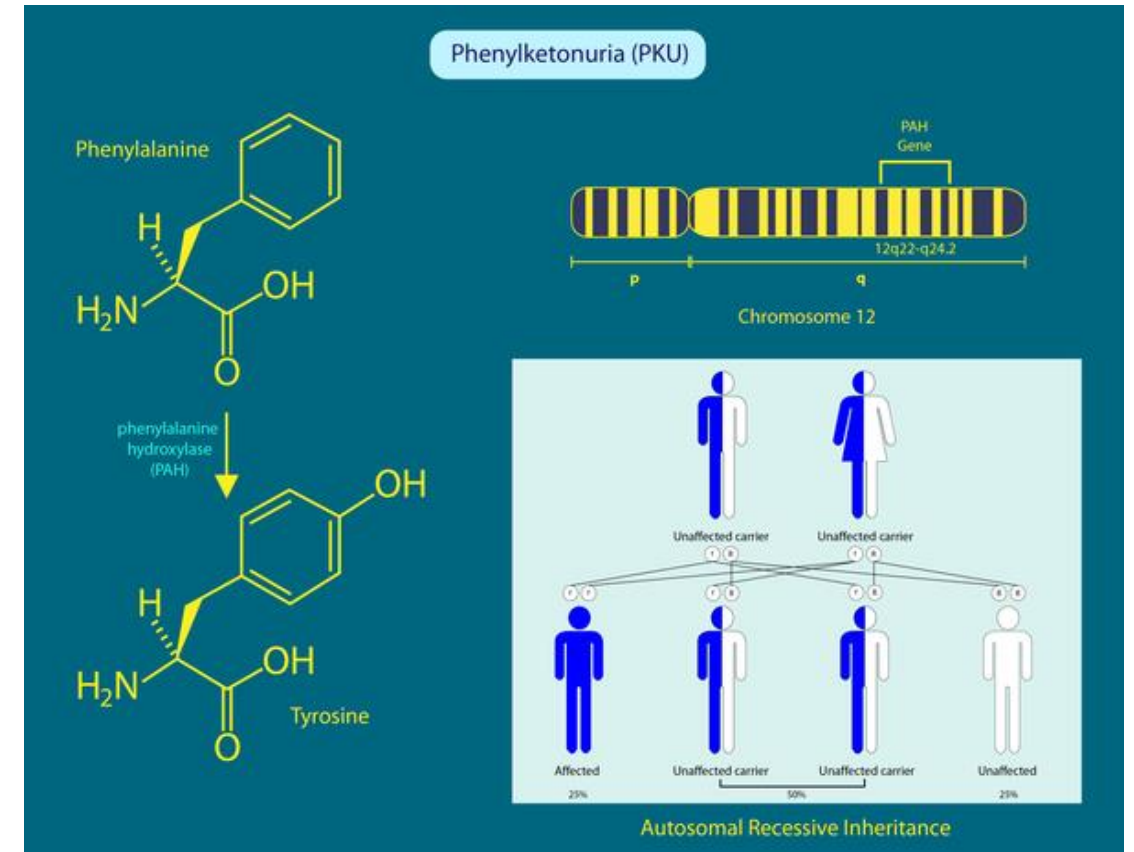 Phenylketonuria (PKU)
Phenylalanine
H
H₂N
OH
O
phenylalanine
hydroxylase
(PAH)
OH
H
H₂N
OH
O
Tyrosine
PAH
Gene
12q22-q24.2
p
q
Chromosome 12
Unaffected carrier
Unaffected carrier
r R
r R
r r
r R
r R
R R
Affected
Unaffected carrier
Unaffected carrier
Unaffected
25%
50%
25%
Autosomal Recessive Inheritance